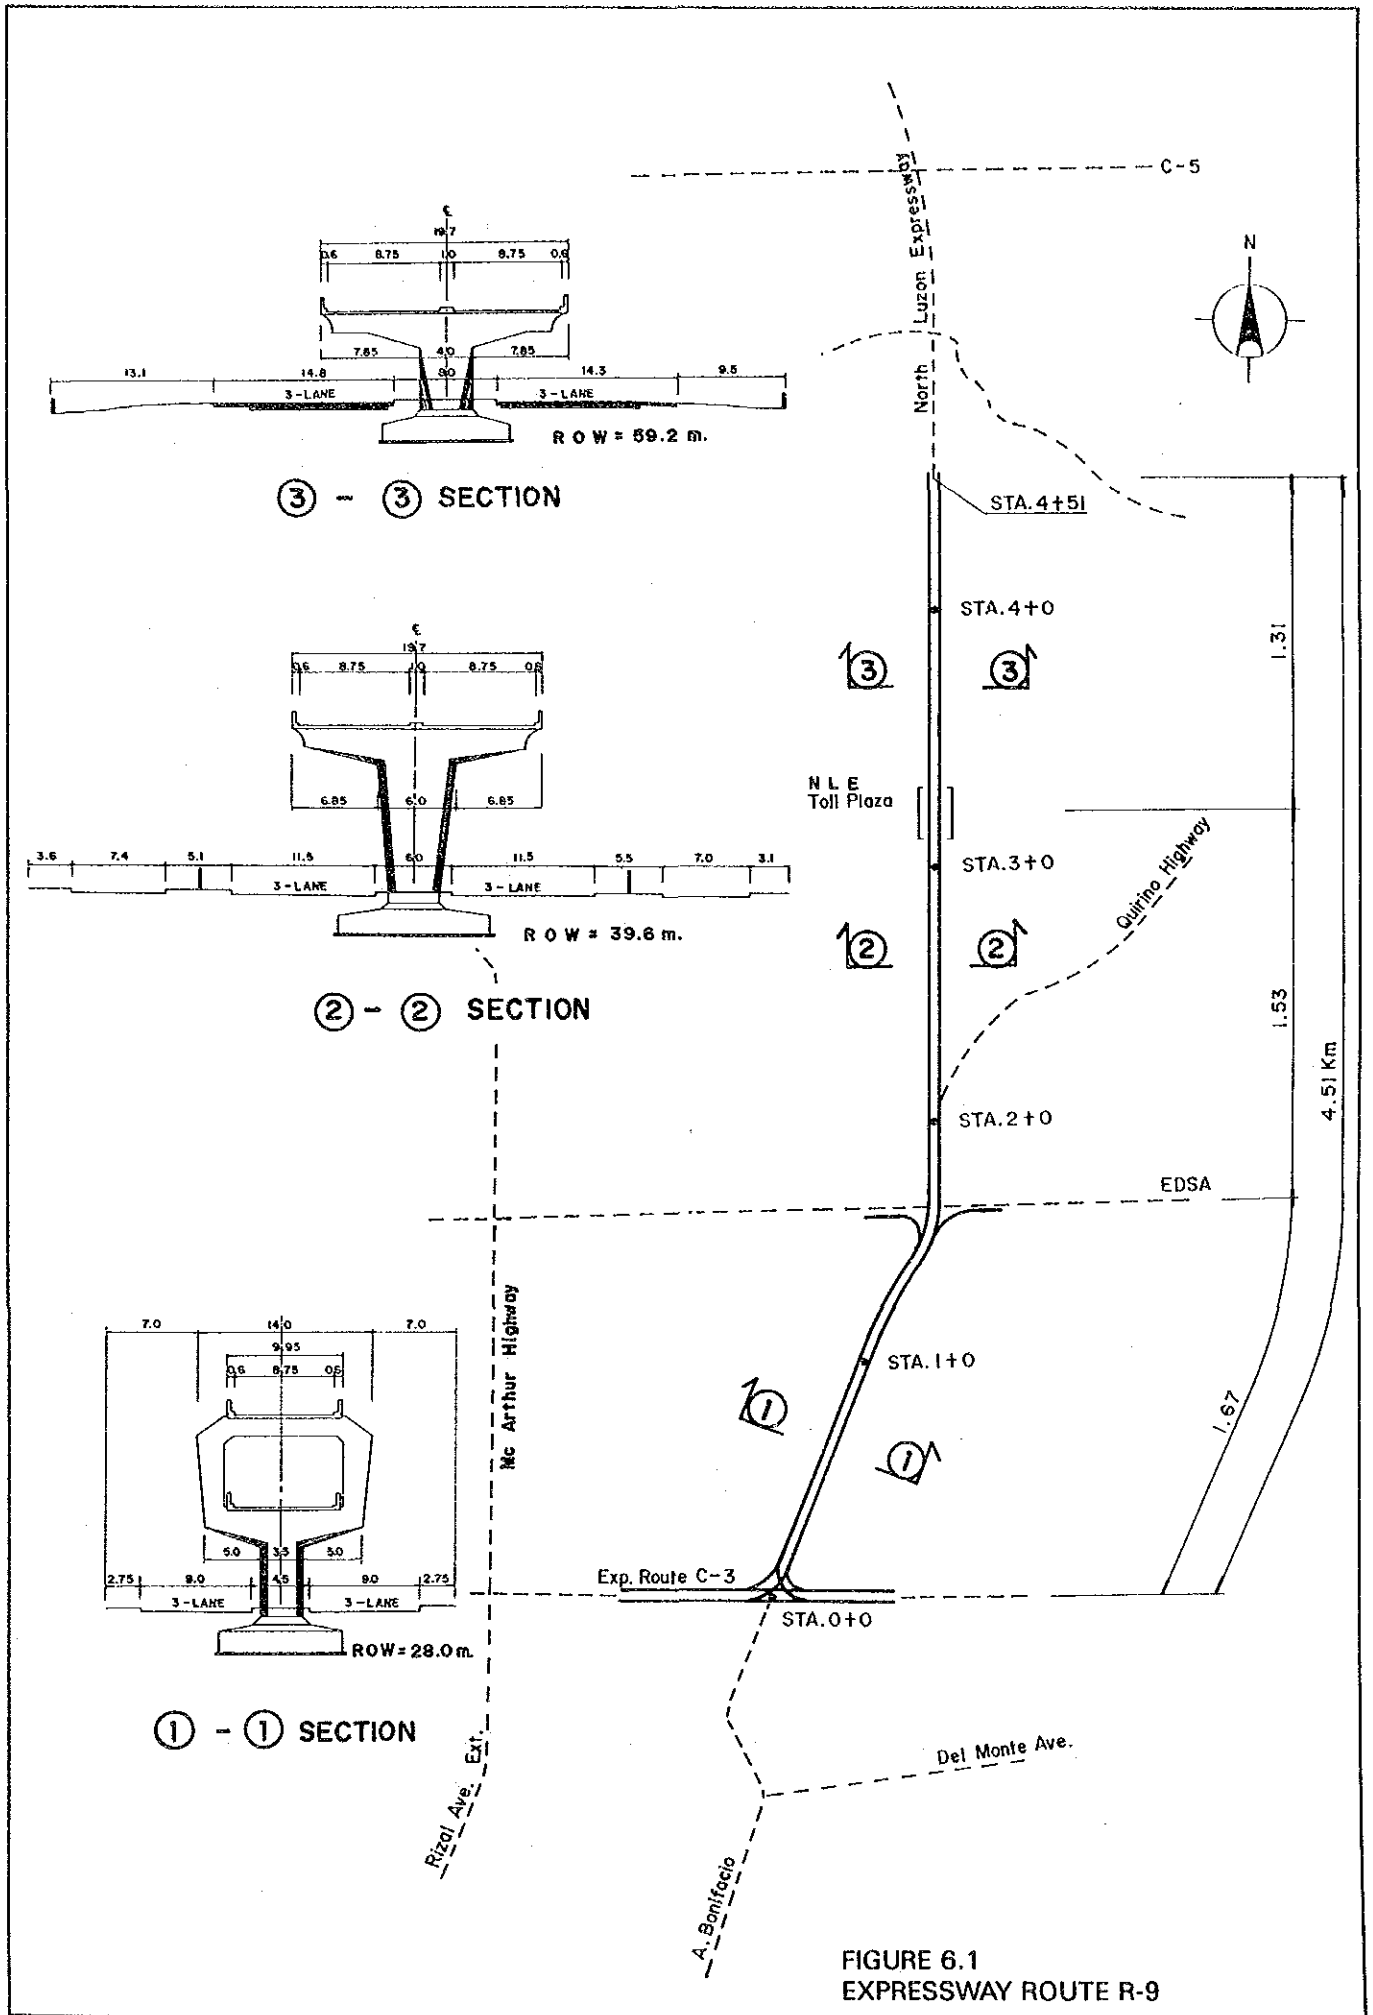 C-5
North Luzon Expressway
N
℄
19.7
0.6 8.75 1.0 8.75 0.6
7.85 4.0 7.85
13.1 14.8 8.0 14.3 9.5
3-LANE 3-LANE
ROW = 59.2 m.
3 - 3 SECTION
STA. 4+51
STA. 4+0
1.31
3 3
℄
19.7
0.6 8.75 1.0 8.75 0.6
6.85 6.0 6.85
3.6 7.4 5.1 11.5 6.0 11.5 5.5 7.0 3.1
3-LANE 3-LANE
ROW = 39.6 m.
2 - 2 SECTION
NLE
Toll Plaza
STA. 3+0
Quirino Highway
2 2
1.53
4.51 Km
STA. 2+0
EDSA
Mc Arthur Highway
7.0 14.0 7.0
9.95
0.6 8.75 0.6
5.0 3.5 5.0
2.75 9.0 4.5 9.0 2.75
3-LANE 3-LANE
ROW = 28.0 m.
1 - 1 SECTION
STA. 1+0
1 1
1.67
Exp. Route C-3
STA. 0+0
Rizal Ave. Ext.
Del Monte Ave.
A. Bonifacio
FIGURE 6.1
EXPRESSWAY ROUTE R-9